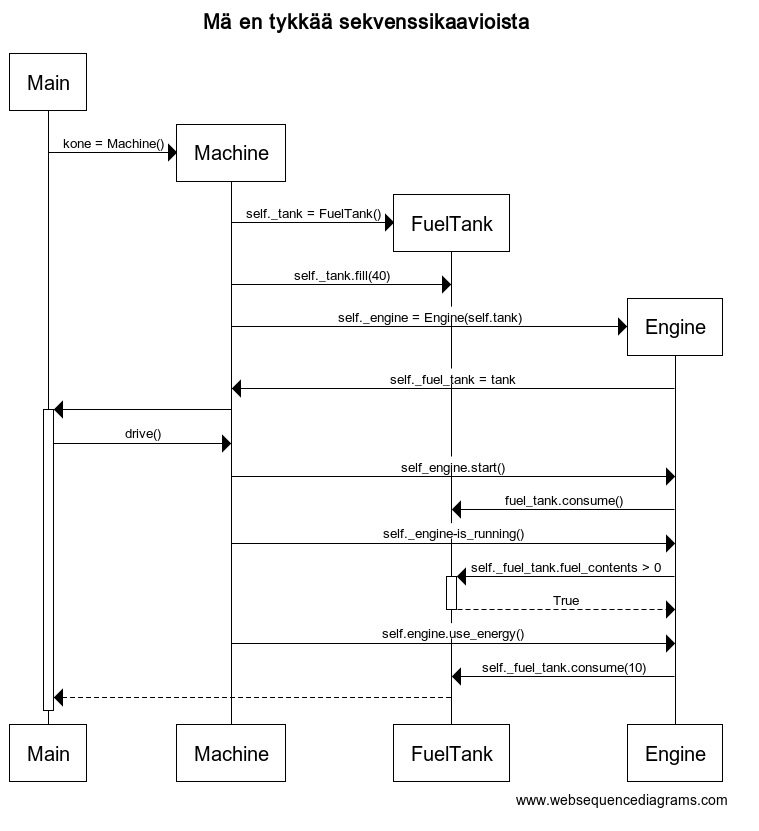 Mä en tykkää sekvenssikaavioista
Main
kone = Machine()
Machine
self._tank = FuelTank()
FuelTank
self._tank.fill(40)
self._engine = Engine(self.tank)
Engine
self._fuel_tank = tank
drive()
self_engine.start()
fuel_tank.consume()
self._engine-is_running()
self._fuel_tank.fuel_contents > 0
True
self.engine.use_energy()
self._fuel_tank.consume(10)
Main Machine FuelTank Engine
www.websequencediagrams.com